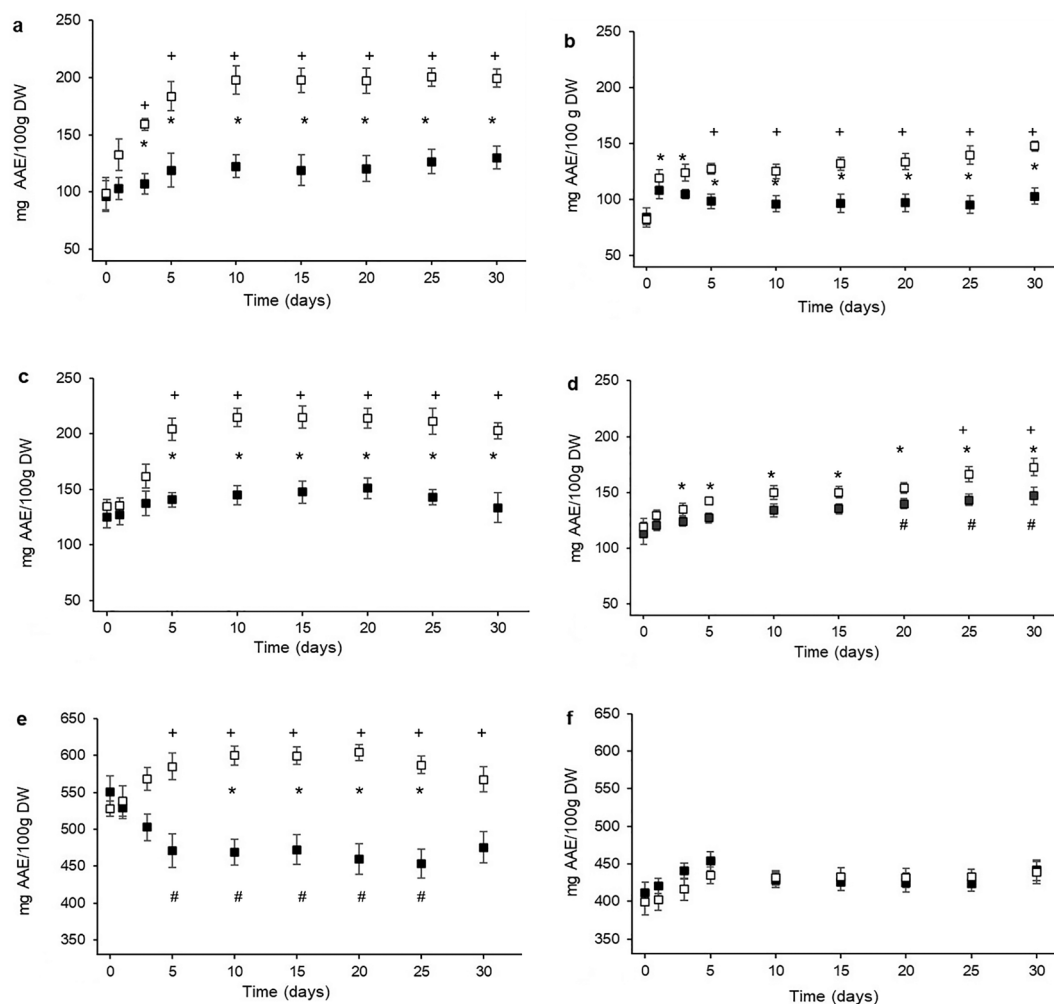 a
mg AAE/100g DW
250
200
150
100
50
+ + + + + + +
* * * * * * *
0 5 10 15 20 25 30
Time (days)
b
mg AAE/100 g DW
250
200
150
100
50
+ + + + + +
* * * * * * * *
0 5 10 15 20 25 30
Time (days)
c
mg AAE/100g DW
250
200
150
100
50
+ + + + + +
* * * * * *
0 5 10 15 20 25 30
Time (days)
d
mg AAE/100g DW
250
200
150
100
50
+ +
* * * * * * *
# # #
0 5 10 15 20 25 30
Time (days)
e
mg AAE/100g DW
650
600
550
500
450
400
350
+ + + + + +
* * * *
# # # # #
0 5 10 15 20 25 30
Time (days)
f
mg AAE/100g DW
650
600
550
500
450
400
350
0 5 10 15 20 25 30
Time (days)